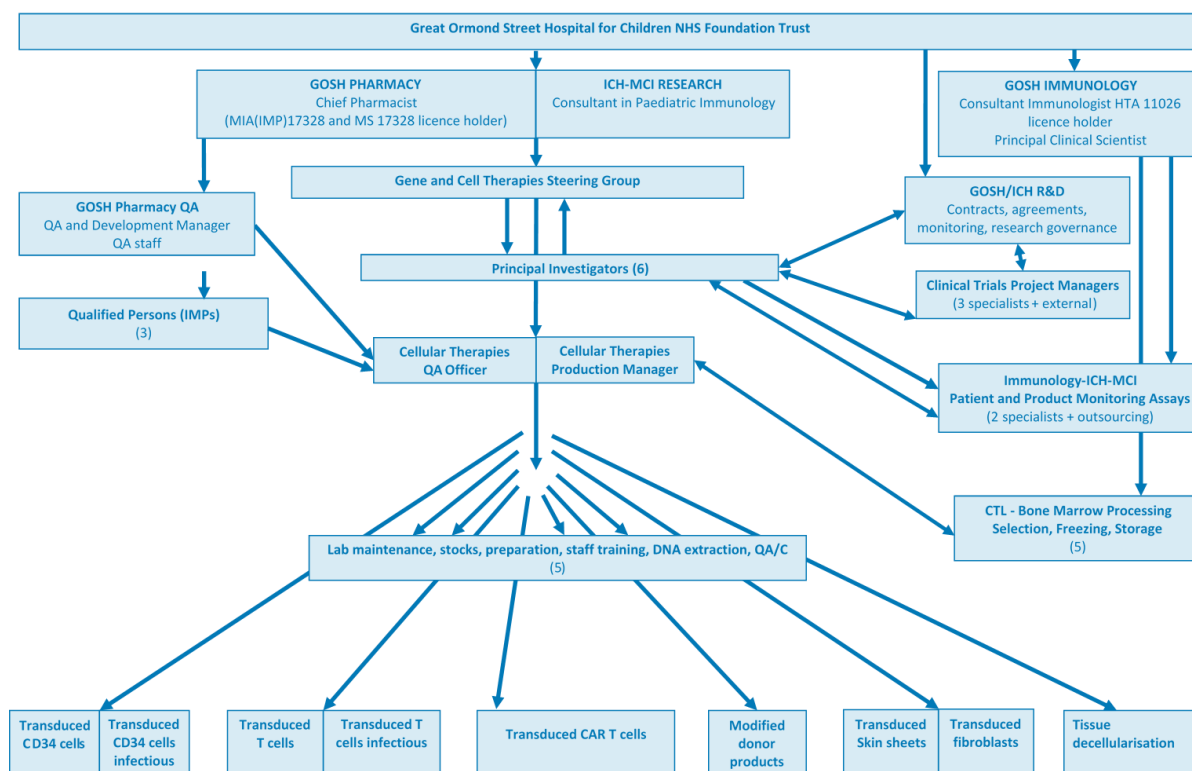 Great Ormond Street Hospital for Children NHS Foundation Trust
GOSH PHARMACY
Chief Pharmacist
(MIA(IMP)17328 and MS 17328 licence holder)
ICH-MCI RESEARCH
Consultant in Paediatric Immunology
GOSH IMMUNOLOGY
Consultant Immunologist HTA 11026
licence holder
Principal Clinical Scientist
Gene and Cell Therapies Steering Group
GOSH Pharmacy QA
QA and Development Manager
QA staff
GOSH/ICH R&D
Contracts, agreements,
monitoring, research governance
Principal Investigators (6)
Clinical Trials Project Managers
(3 specialists + external)
Qualified Persons (IMPs)
(3)
Cellular Therapies
QA Officer
Cellular Therapies
Production Manager
Immunology-ICH-MCI
Patient and Product Monitoring Assays
(2 specialists + outsourcing)
CTL - Bone Marrow Processing
Selection, Freezing, Storage
(5)
Lab maintenance, stocks, preparation, staff training, DNA extraction, QA/C
(5)
Transduced
CD34 cells
Transduced
CD34 cells
infectious
Transduced
T cells
Transduced T
cells infectious
Transduced CAR T cells
Modified
donor
products
Transduced
Skin sheets
Transduced
fibroblasts
Tissue
decellularisation